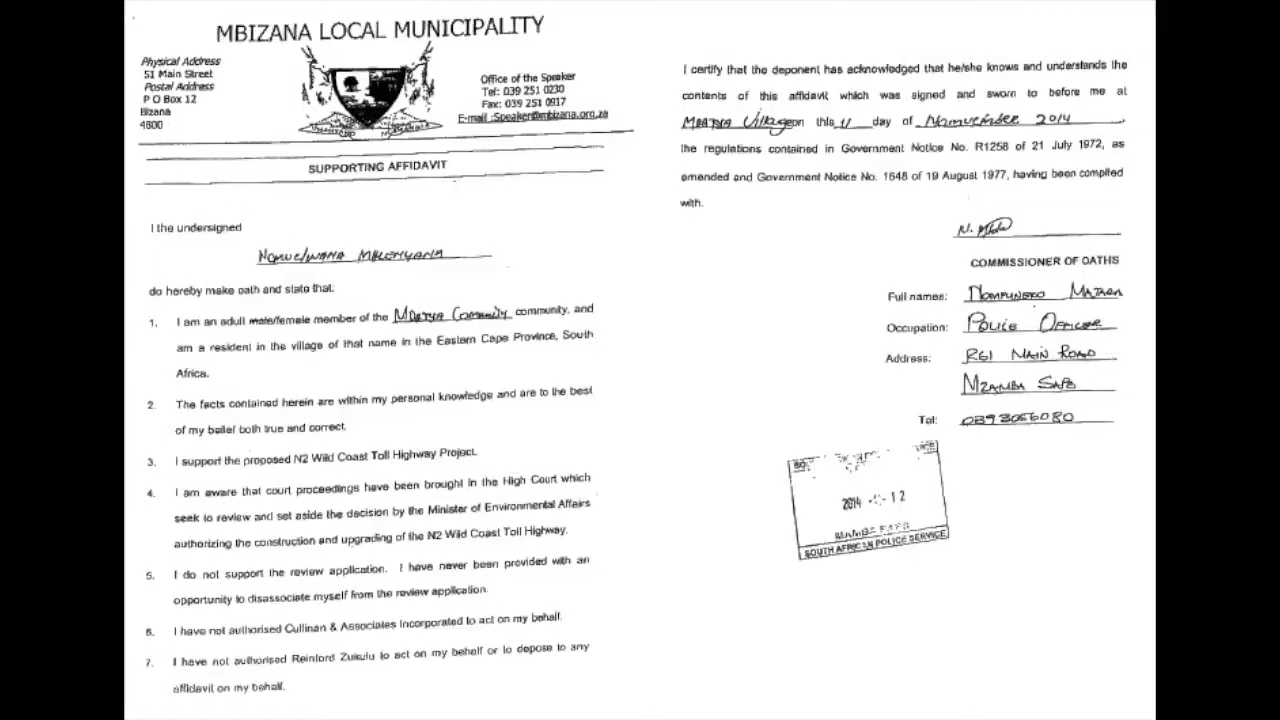 MBIZANA LOCAL MUNICIPALITY
Physical Address
51 Main Street
Postal Address
P O Box 12
Bizana
4800
Office of the Speaker
Tel: 039 251 0230
Fax: 039 251 0917
E-mail :Speaker@mbizana.org.za
SUPPORTING AFFIDAVIT
I the undersigned
do hereby make oath and state that:
1. I am an adult male/female member of the Mdatya Comunity community, and
am a resident in the village of that name in the Eastern Cape Province, South
Africa.
2. The facts contained herein are within my personal knowledge and are to the best
of my belief both true and correct.
3. I support the proposed N2 Wild Coast Toll Highway Project.
4. I am aware that court proceedings have been brought in the High Court which
seek to review and set aside the decision by the Minister of Environmental Affairs
authorizing the construction and upgrading of the N2 Wild Coast Toll Highway.
5. I do not support the review application. I have never been provided with an
opportunity to disassociate myself from the review application.
6. I have not authorised Cullinan & Associates Incorporated to act on my behalf.
7. I have not authorised Reinford Zukulu to act on my behalf or to depose to any
affidavit on my behalf.
I certify that the deponent has acknowledged that he/she knows and understands the
contents of this affidavit which was signed and sworn to before me at
Mdatya Village on this 11 day of Nomvember 2014,
the regulations contained in Government Notice No. R1258 of 21 July 1972, as
amended and Government Notice No. 1648 of 19 August 1977, having been complied
with.
COMMISSIONER OF OATHS
Full names:
Occupation: Police Officer
Address: R61 Main Road
Mzamba Saps
Tel: 0393056080
2014 12
SOUTH AFRICAN POLICE SERVICE